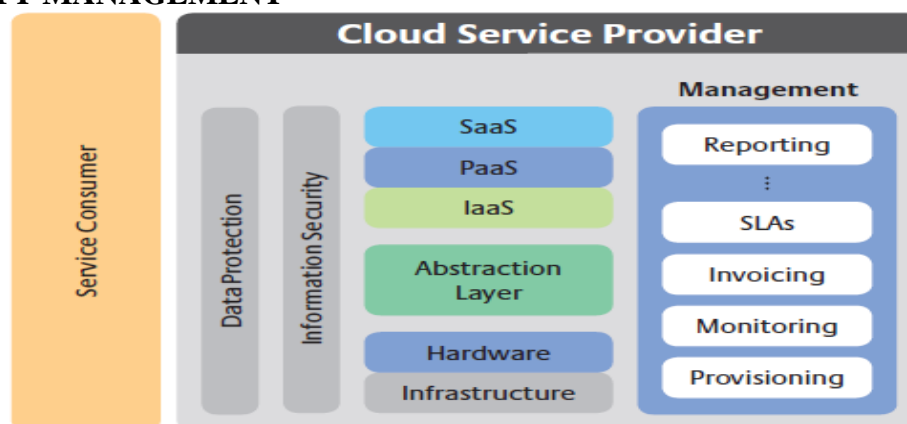 MANAGEMENT
Cloud Service Provider
Service Consumer
Data Protection
Information Security
SaaS
PaaS
IaaS
Abstraction
Layer
Hardware
Infrastructure
Management
Reporting
...
SLAs
Invoicing
Monitoring
Provisioning